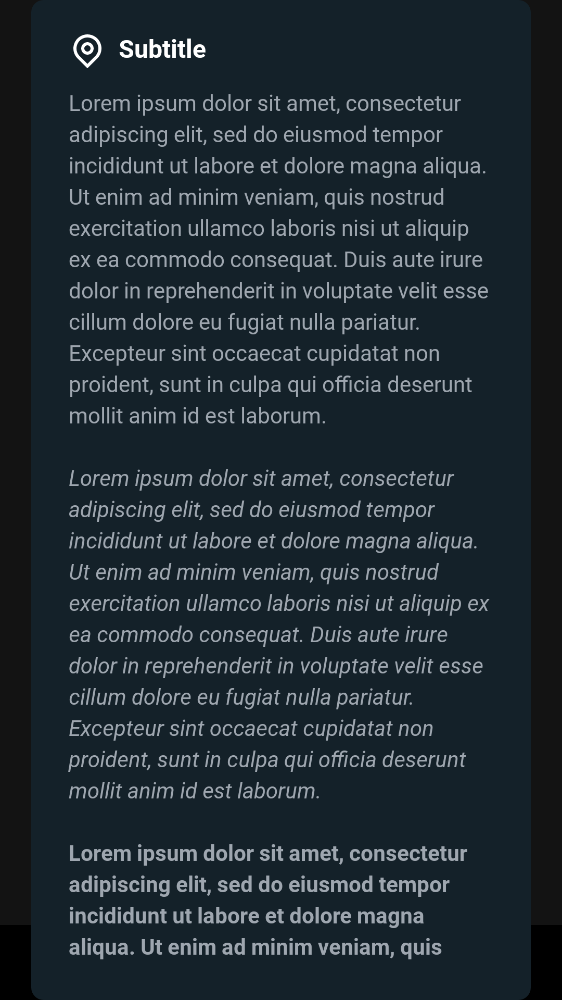 Subtitle
Lorem ipsum dolor sit amet, consectetur
adipiscing elit, sed do eiusmod tempor
incididunt ut labore et dolore magna aliqua.
Ut enim ad minim veniam, quis nostrud
exercitation ullamco laboris nisi ut aliquip
ex ea commodo consequat. Duis aute irure
dolor in reprehenderit in voluptate velit esse
cillum dolore eu fugiat nulla pariatur.
Excepteur sint occaecat cupidatat non
proident, sunt in culpa qui officia deserunt
mollit anim id est laborum.
Lorem ipsum dolor sit amet, consectetur
adipiscing elit, sed do eiusmod tempor
incididunt ut labore et dolore magna aliqua.
Ut enim ad minim veniam, quis nostrud
exercitation ullamco laboris nisi ut aliquip ex
ea commodo consequat. Duis aute irure
dolor in reprehenderit in voluptate velit esse
cillum dolore eu fugiat nulla pariatur.
Excepteur sint occaecat cupidatat non
proident, sunt in culpa qui officia deserunt
mollit anim id est laborum.
Lorem ipsum dolor sit amet, consectetur
adipiscing elit, sed do eiusmod tempor
incididunt ut labore et dolore magna
aliqua. Ut enim ad minim veniam, quis